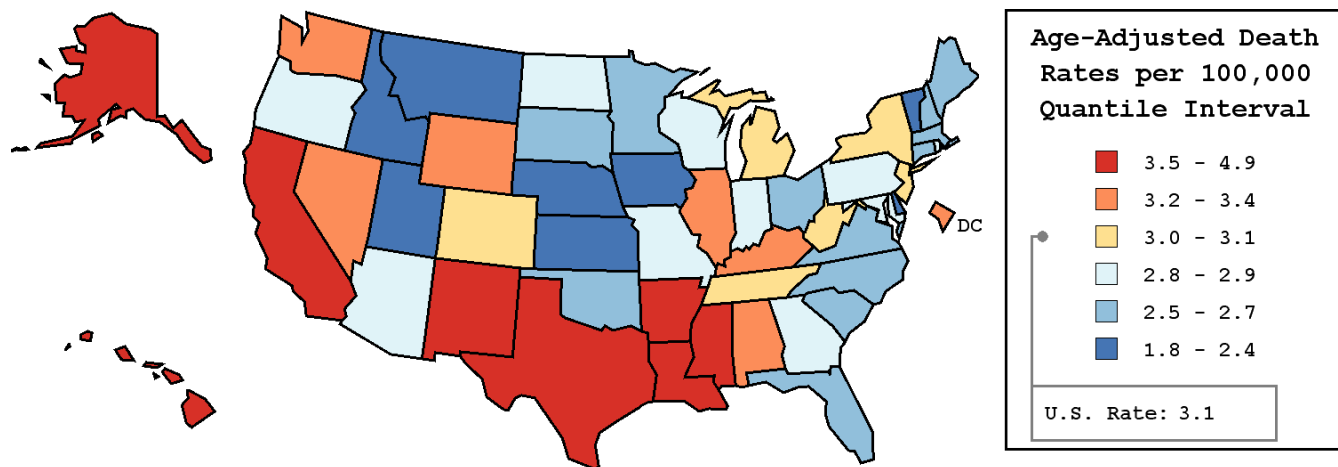 Age-Adjusted Death
Rates per 100,000
Quantile Interval
3.5 - 4.9
3.2 - 3.4
3.0 - 3.1
2.8 - 2.9
2.5 - 2.7
1.8 - 2.4
U.S. Rate: 3.1
DC